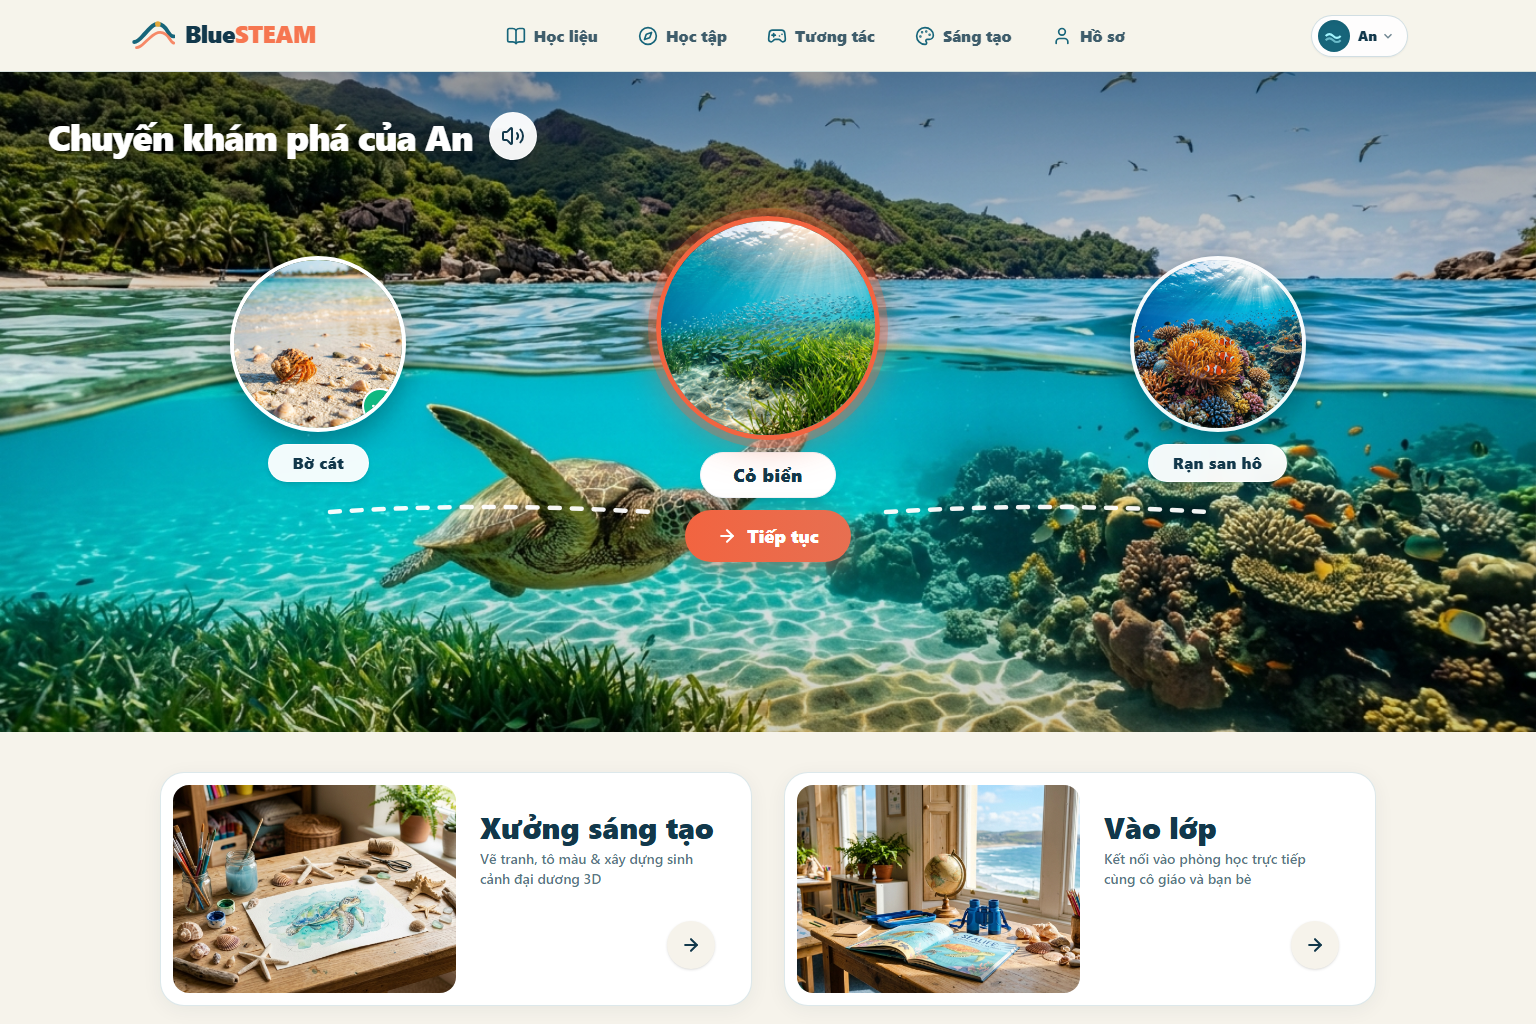 BlueSTEAM
Học liệu
Học tập
Tương tác
Sáng tạo
Hồ sơ
An
Chuyến khám phá của An
Bờ cát
Cỏ biển
Rạn san hô
Tiếp tục
Xưởng sáng tạo
Vẽ tranh, tô màu & xây dựng sinh
cảnh đại dương 3D
Vào lớp
Kết nối vào phòng học trực tiếp
cùng cô giáo và bạn bè
SEALIFE